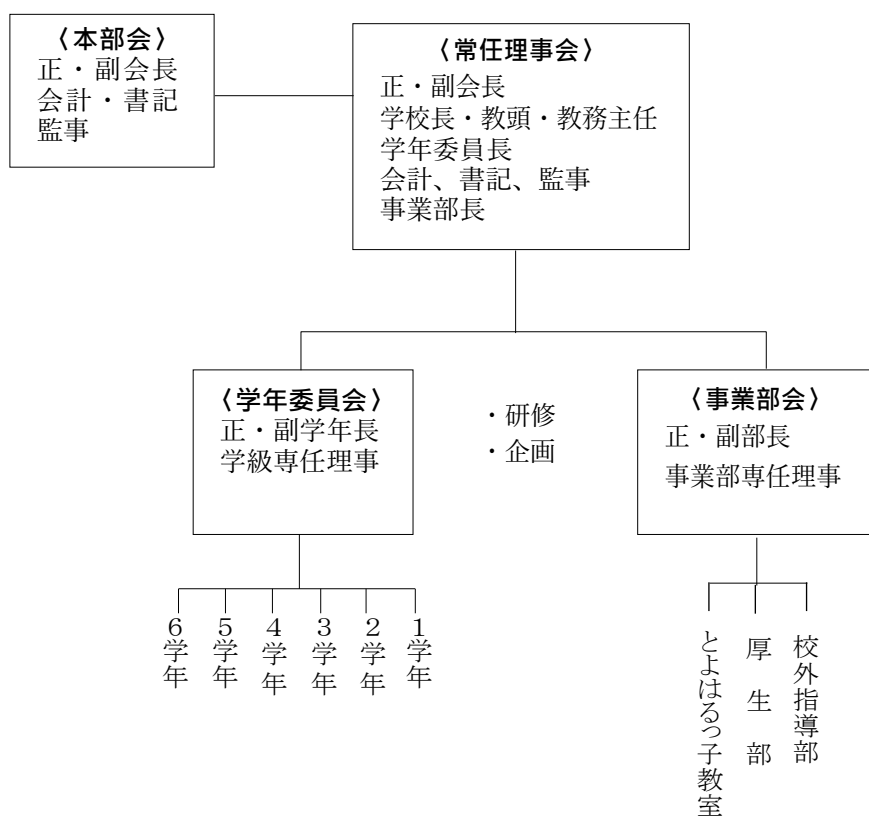 〈本部会〉
正・副会長
会計・書記
監事
〈常任理事会〉
正・副会長
学校長・教頭・教務主任
学年委員長
会計、書記、監事
事業部長
〈学年委員会〉
正・副学年長
学級専任理事
・研修
・企画
〈事業部会〉
正・副部長
事業部専任理事
1学年
2学年
3学年
4学年
5学年
6学年
校外指導部
厚生部
とよはるっ子教室